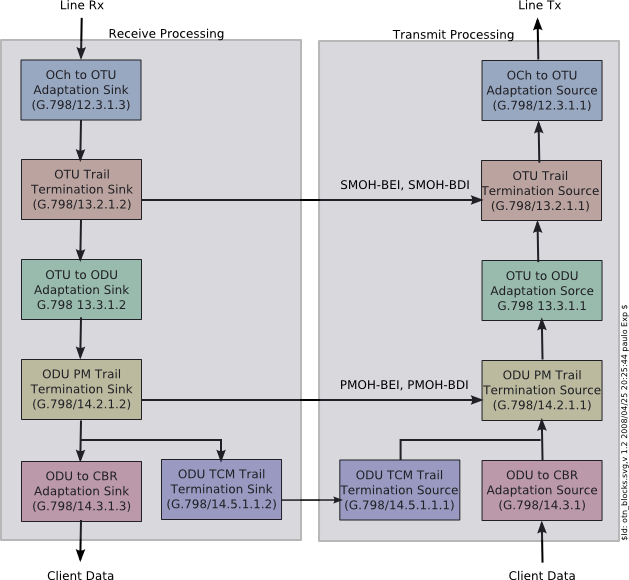 Line Rx
Line Tx
Receive Processing
Transmit Processing
OCh to OTU
Adaptation Sink
(G.798/12.3.1.3)
OCh to OTU
Adaptation Source
(G.798/12.3.1.1)
OTU Trail
Termination Sink
(G.798/13.2.1.2)
SMOH-BEI, SMOH-BDI
OTU Trail
Termination Source
(G.798/13.2.1.1)
OTU to ODU
Adaptation Sink
G.798 13.3.1.2
OTU to ODU
Adaptation Sorce
G.798 13.3.1.1
ODU PM Trail
Termination Sink
(G.798/14.2.1.2)
PMOH-BEI, PMOH-BDI
ODU PM Trail
Termination Source
(G.798/14.2.1.1)
ODU to CBR
Adaptation Sink
(G.798/14.3.1.3)
ODU TCM Trail
Termination Sink
(G.798/14.5.1.1.2)
ODU TCM Trail
Termination Source
(G.798/14.5.1.1.1)
ODU to CBR
Adaptation Source
(G.798/14.3.1)
Client Data
Client Data
$Id: otn_blocks.svg,v 1.2 2008/04/25 20:25:44 paulo Exp $